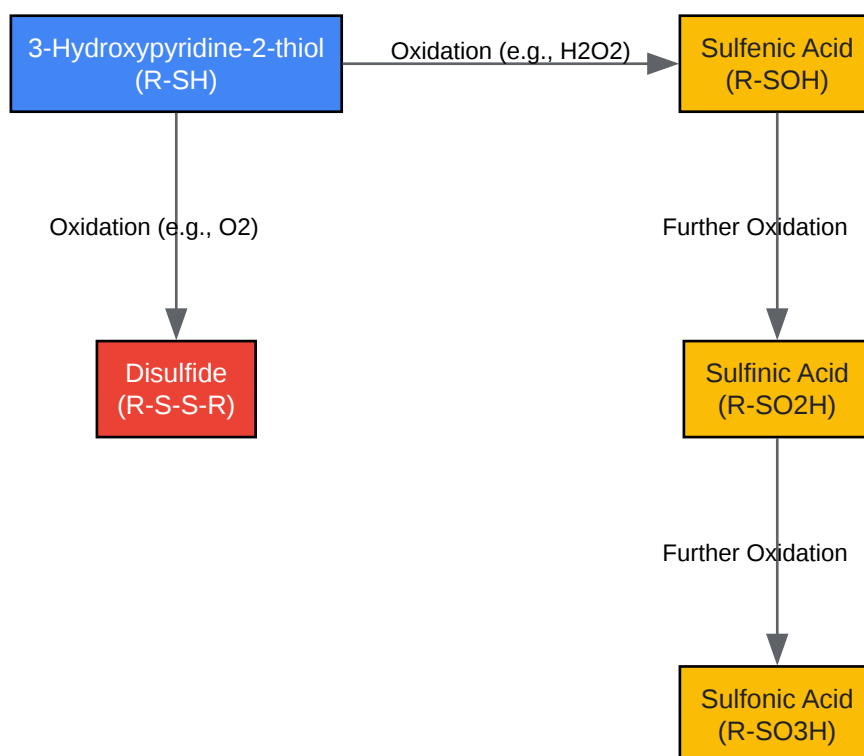 3-Hydroxypyridine-2-thiol
(R-SH)
Oxidation (e.g., H2O2)
Sulfenic Acid
(R-SOH)
Oxidation (e.g., O2)
Further Oxidation
Disulfide
(R-S-S-R)
Sulfinic Acid
(R-SO2H)
Further Oxidation
Sulfonic Acid
(R-SO3H)